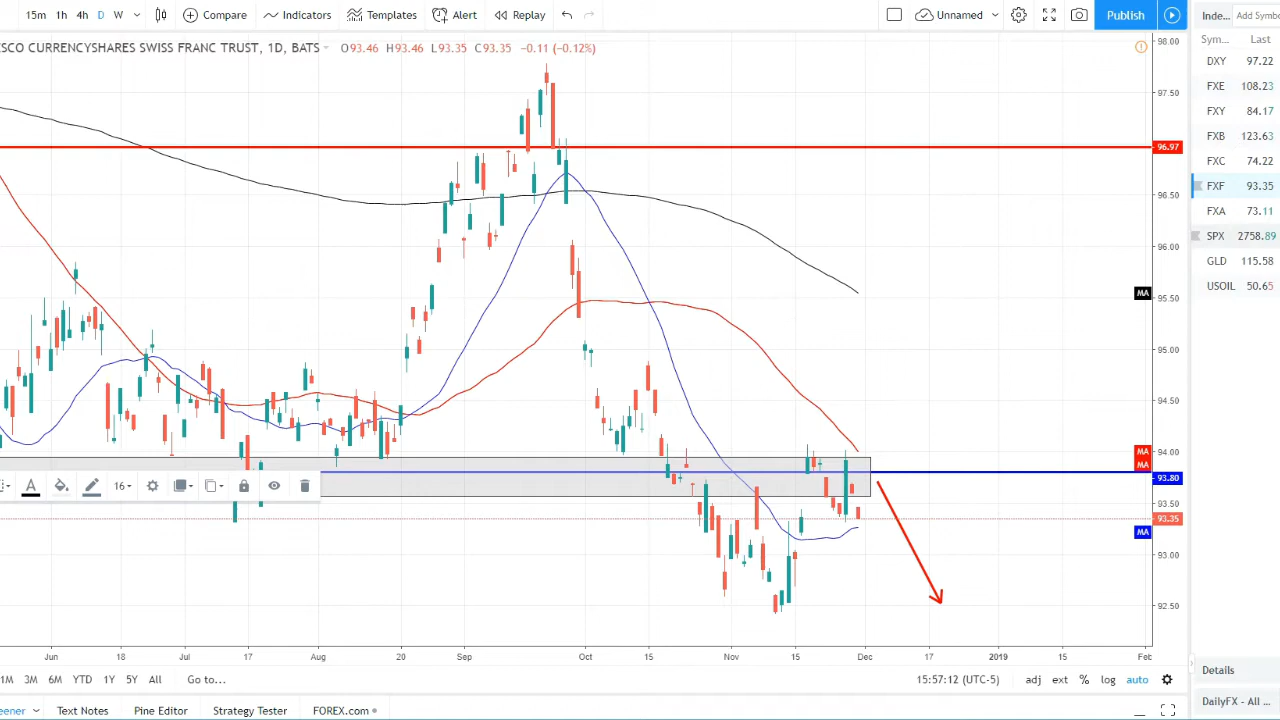 15m 1h 4h D W Compare Indicators Templates Alert Replay Unnamed Publish Inde... Add Symbo
ESCO CURRENCYSHARES SWISS FRANC TRUST, 1D, BATS O93.46 H93.46 L93.35 C93.35 −0.11 (−0.12%)
Sym... Last
DXY 97.22
FXE 108.23
FXY 84.17
FXB 123.63
FXC 74.22
FXF 93.35
FXA 73.11
SPX 2758.89
GLD 115.58
USOIL 50.65
98.00
97.50
96.97
96.50
96.00
MA
95.50
95.00
94.50
94.00
MA
MA
93.80
93.50
93.35
MA
93.00
92.50
A 16
Jun 18 Jul 17 Aug 20 Sep Oct 15 Nov 15 Dec 17 2019 15 Feb
1M 3M 6M YTD 1Y 5Y All Go to... 15:57:12 (UTC-5) adj ext % log auto
Details
eener Text Notes Pine Editor Strategy Tester FOREX.com
DailyFX - All ...